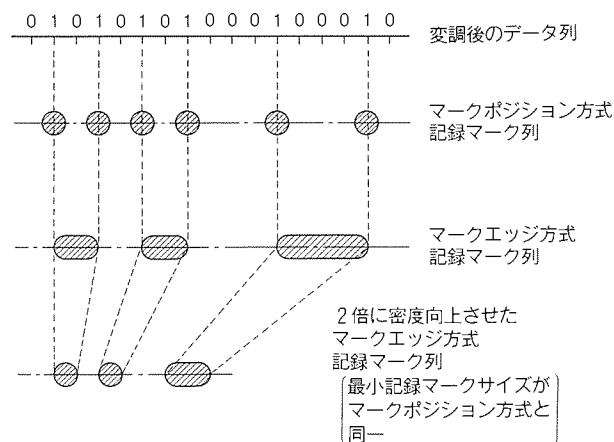 0 1 0 1 0 1 0 1 0 0 0 1 0 0 0 1 0
変調後のデータ列
マークポジション方式
記録マーク列
マークエッジ方式
記録マーク列
2倍に密度向上させた
マークエッジ方式
記録マーク列
最小記録マークサイズが
マークポジション方式と
同一